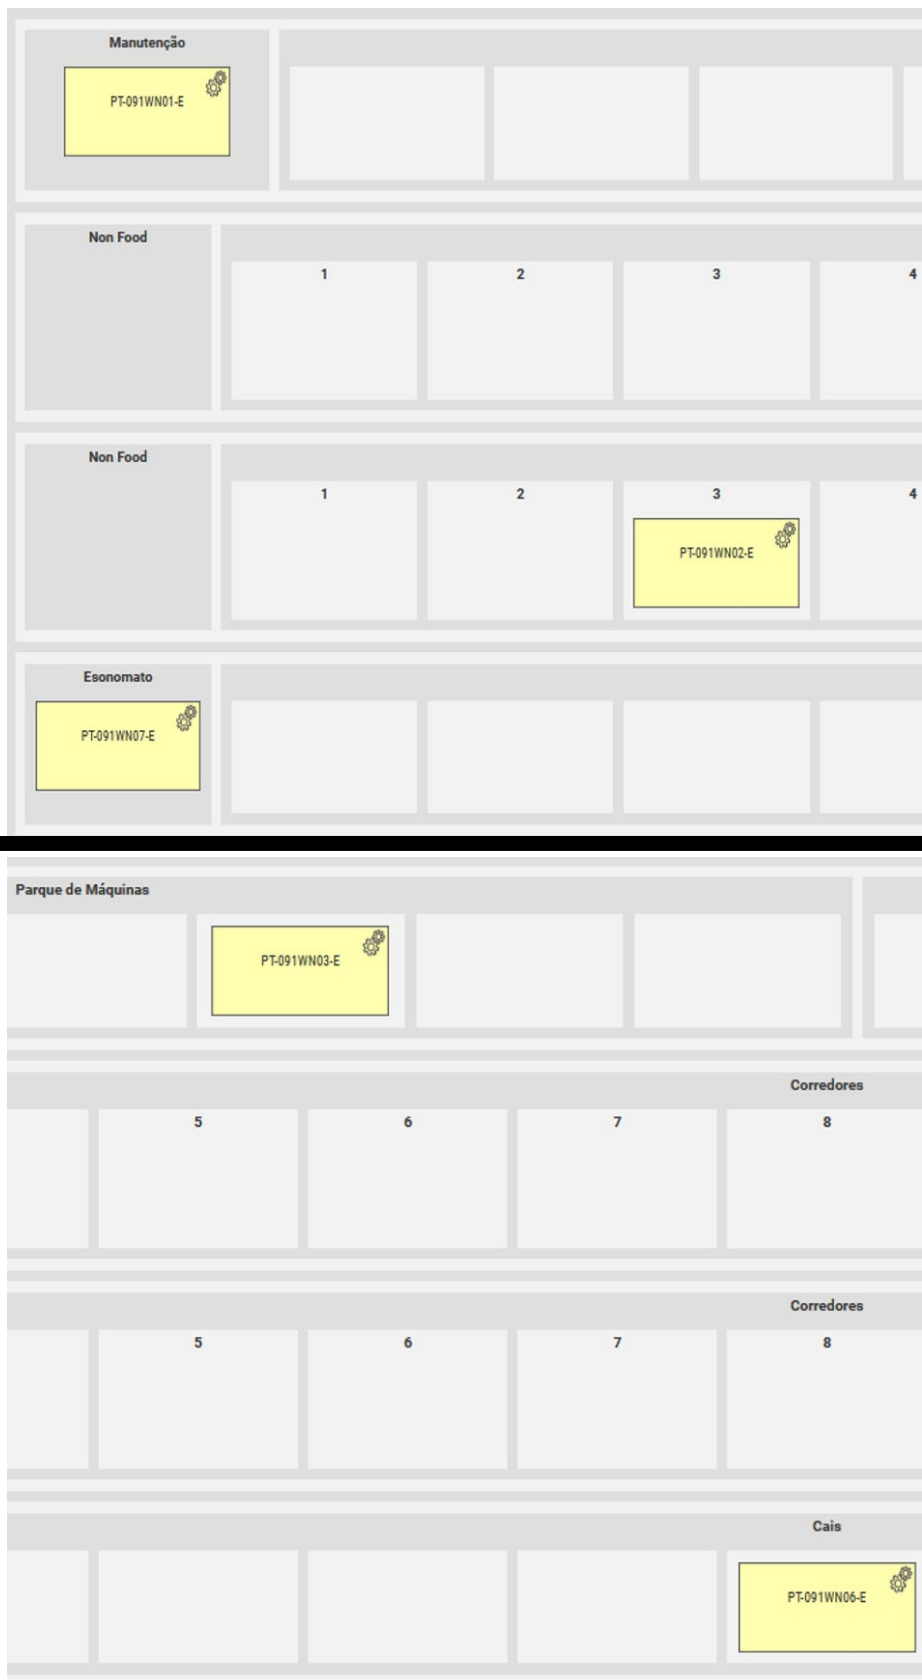 Manutenção
PT-091WN01-E
Non Food
1 2 3 4
Non Food
1 2 3 4
PT-091WN02-E
Esonomato
PT-091WN07-E
Parque de Máquinas
PT-091WN03-E
Corredores
5 6 7 8
Corredores
5 6 7 8
Cais
PT-091WN06-E